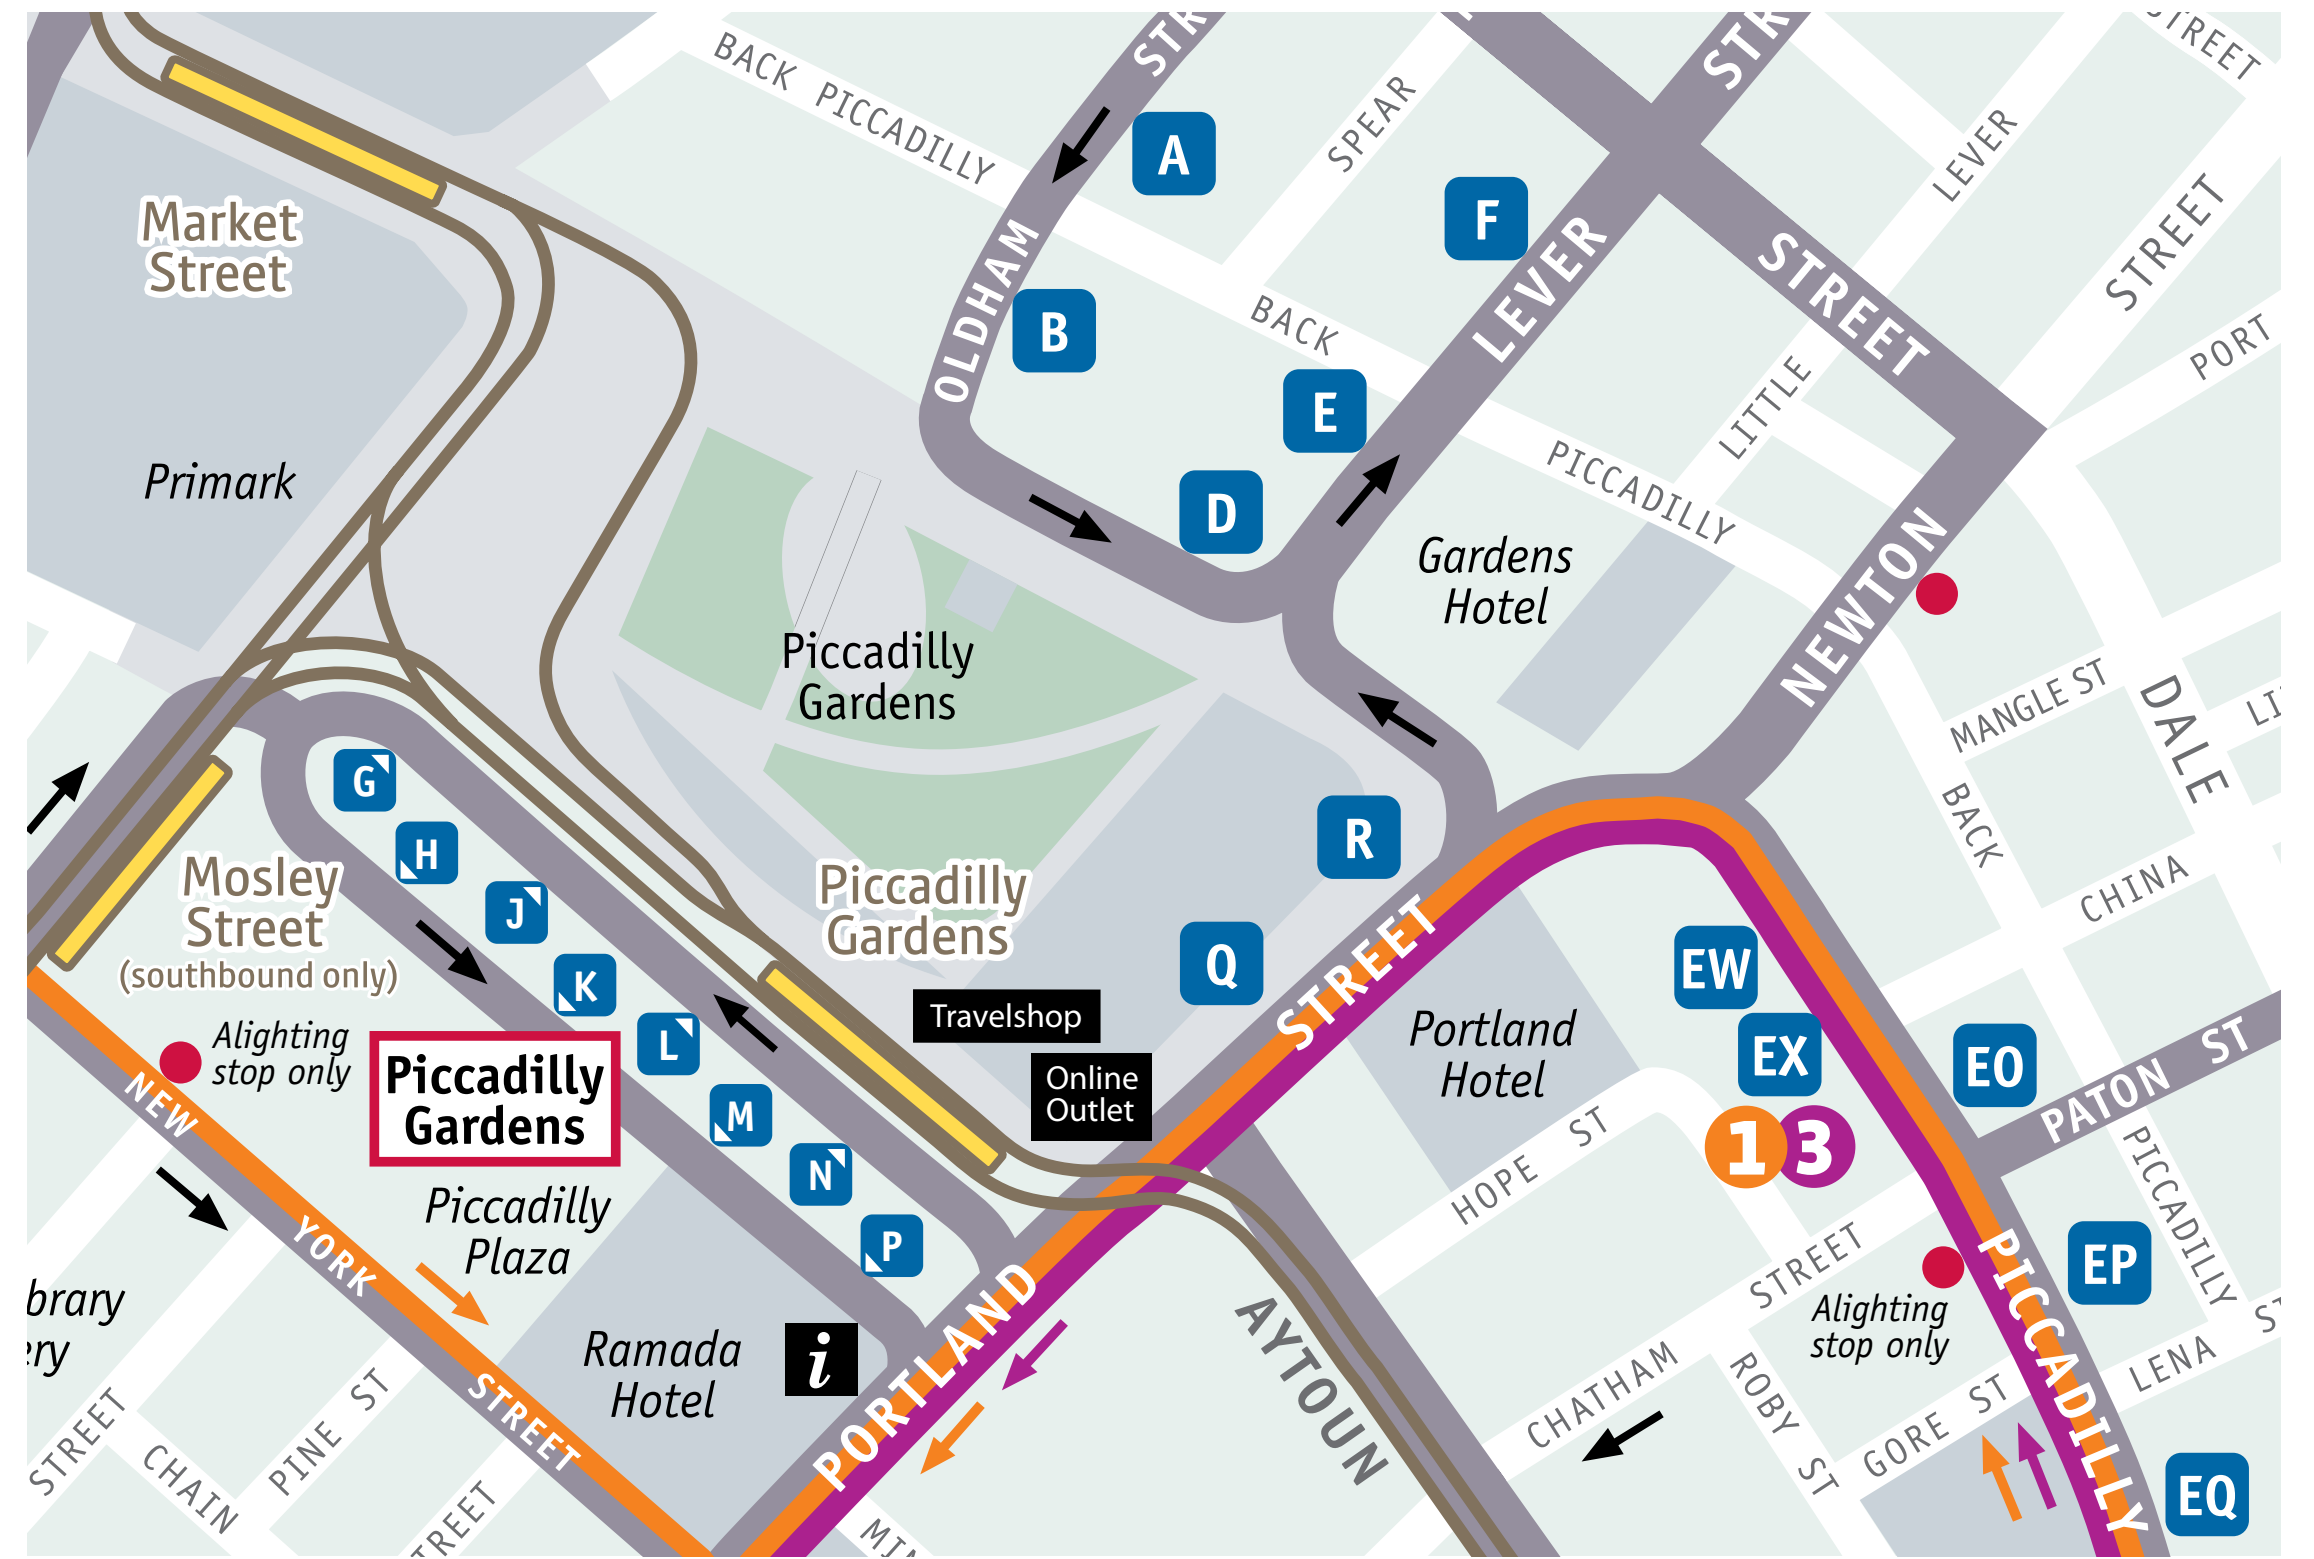 STREET
BACK PICCADILLY
A
SPEAR
LEVER
F
Market
Street
STREET
STREET
OLDHAM
B
LEVER
BACK
PORT
E
LITTLE
Primark
PICCADILLY
D
Gardens
Hotel
NEWTON
Piccadilly
Gardens
MANGLE ST
DALE
G
H
BACK
R
Mosley
Street
(southbound only)
J
Piccadilly
Gardens
CHINA
STREET
K
Q
EW
Travelshop
Portland
Hotel
EX
EO
PATON ST
Alighting
stop only
L
Online
Outlet
Piccadilly
Gardens
NEW
M
HOPE ST
1
3
N
PICCADILLY
Piccadilly
Plaza
YORK
P
STREET
EP
PICCADILLY
Alighting
stop only
PORTLAND
AYTOUN
Ramada
Hotel
i
CHATHAM
ROBY ST
GORE ST
LENA ST
STREET
STREET
CHAIN
PINE ST
EQ